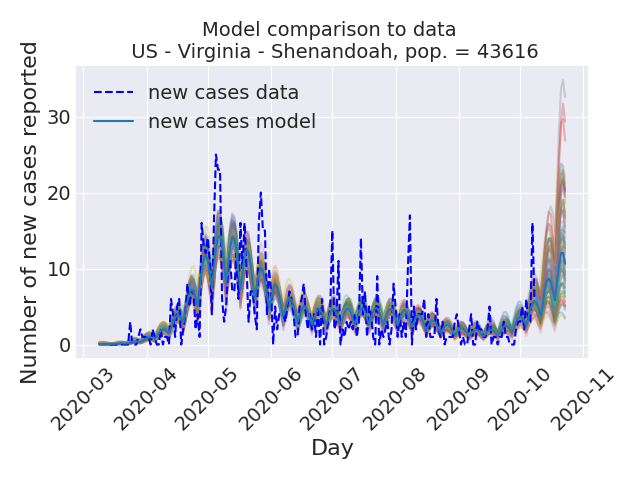 Model comparison to data
US - Virginia - Shenandoah, pop. = 43616
Number of new cases reported
new cases data
new cases model
30
20
10
0
2020-03
2020-04
2020-05
2020-06
2020-07
2020-08
2020-09
2020-10
2020-11
Day